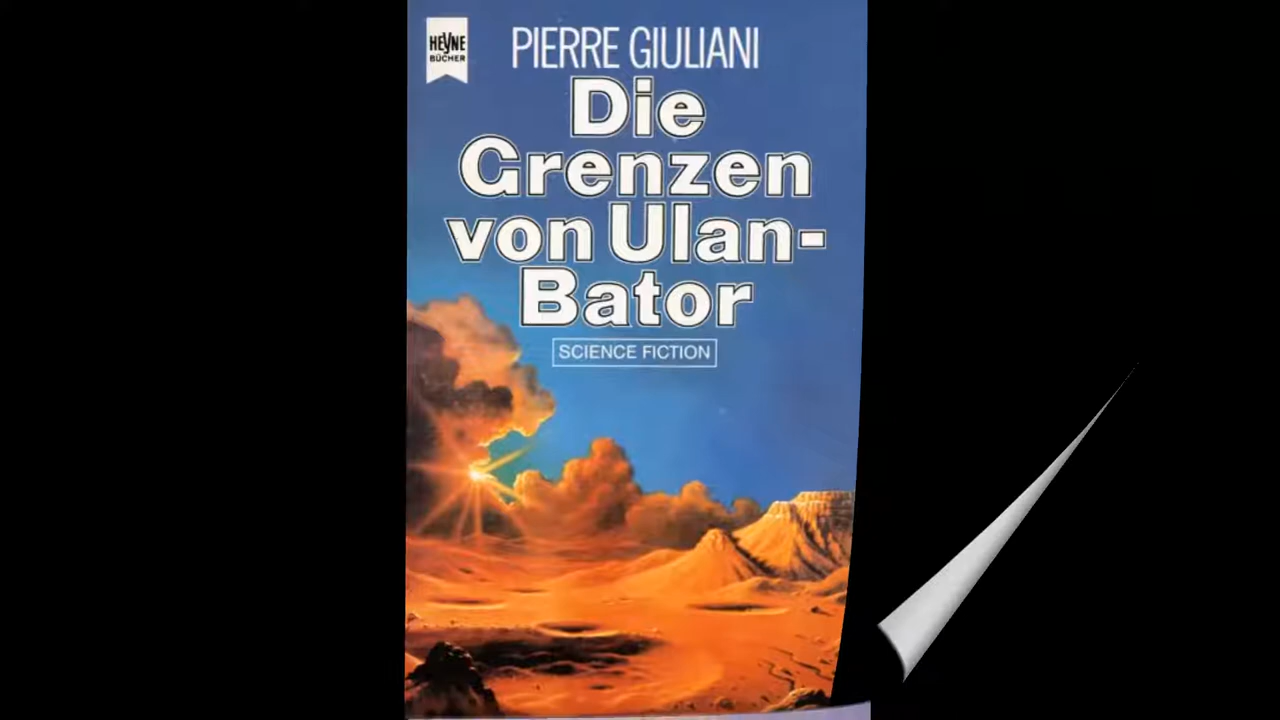 HEYNE
BÜCHER
PIERRE GIULIANI
Die
Grenzen
von Ulan-
Bator
SCIENCE FICTION